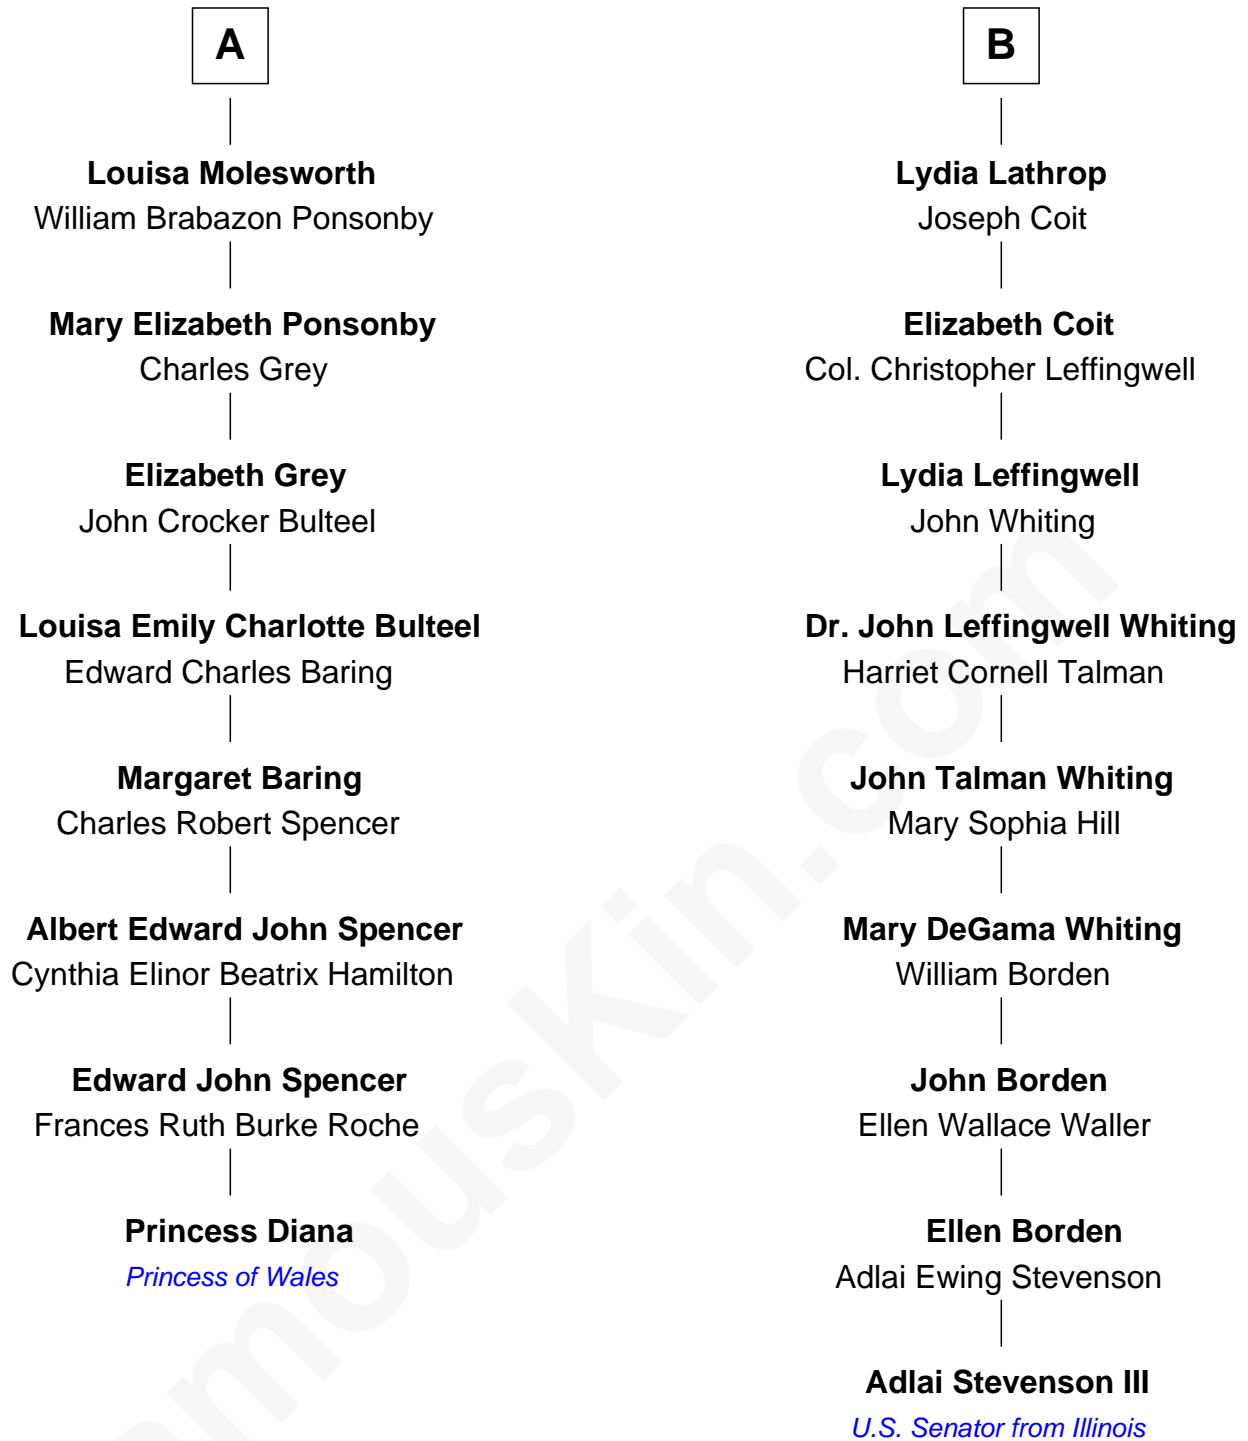 A
Louisa Molesworth
William Brabazon Ponsonby
Mary Elizabeth Ponsonby
Charles Grey
Elizabeth Grey
John Crocker Bulteel
Louisa Emily Charlotte Bulteel
Edward Charles Baring
Margaret Baring
Charles Robert Spencer
Albert Edward John Spencer
Cynthia Elinor Beatrix Hamilton
Edward John Spencer
Frances Ruth Burke Roche
Princess Diana
Princess of Wales
B
Lydia Lathrop
Joseph Coit
Elizabeth Coit
Col. Christopher Leffingwell
Lydia Leffingwell
John Whiting
Dr. John Leffingwell Whiting
Harriet Cornell Talman
John Talman Whiting
Mary Sophia Hill
Mary DeGama Whiting
William Borden
John Borden
Ellen Wallace Waller
Ellen Borden
Adlai Ewing Stevenson
Adlai Stevenson III
U.S. Senator from Illinois
amousKin.com